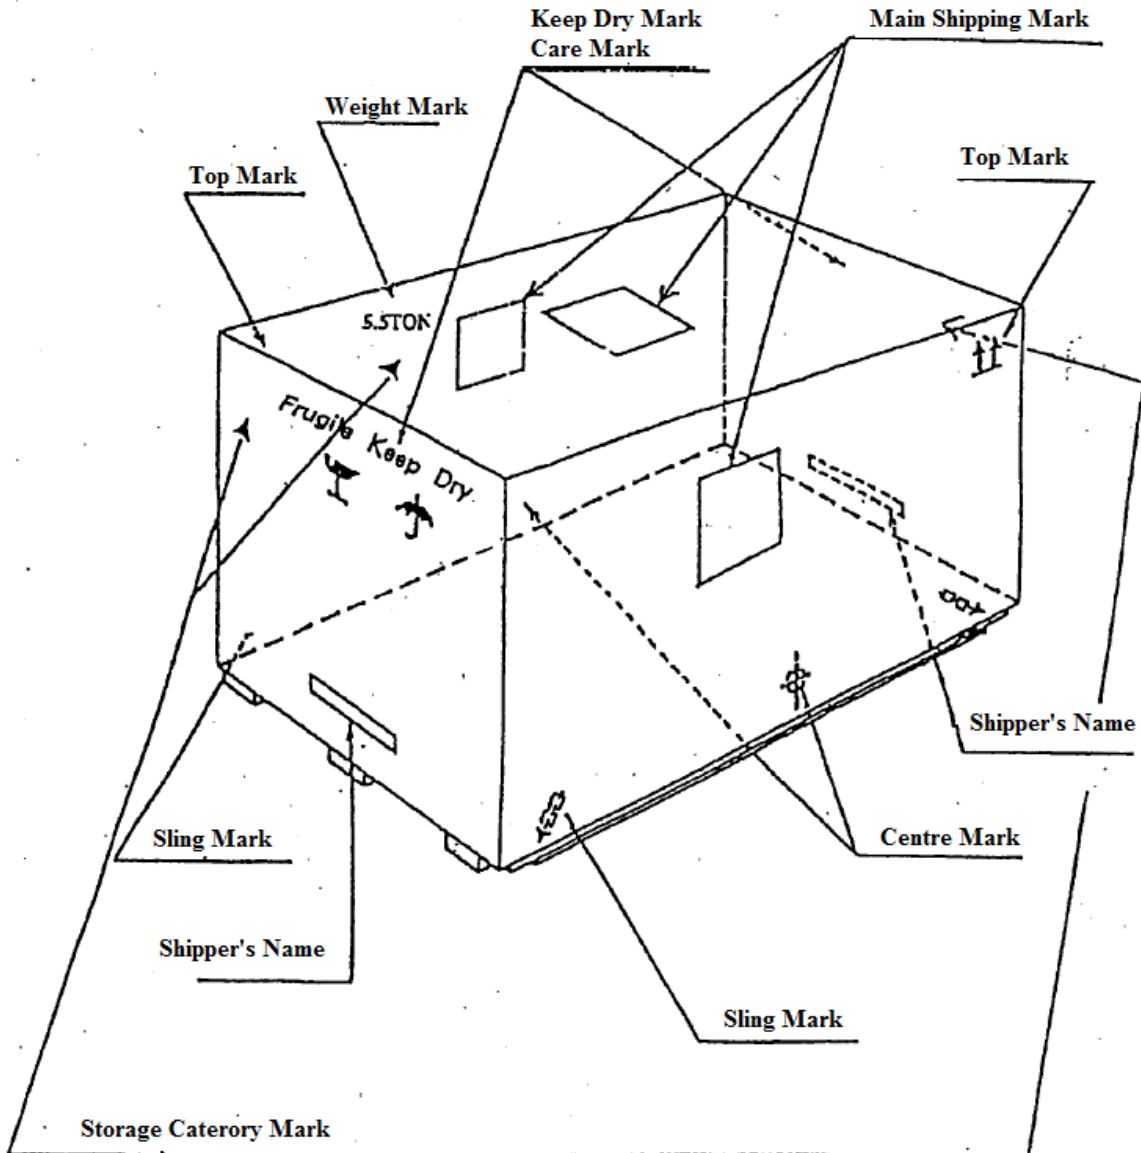 Keep Dry Mark
Care Mark
Main Shipping Mark
Weight Mark
Top Mark
Top Mark
5.5TON
Frugile Keep Dry
Shipper's Name
Sling Mark
Centre Mark
Shipper's Name
Sling Mark
Storage Caterory Mark